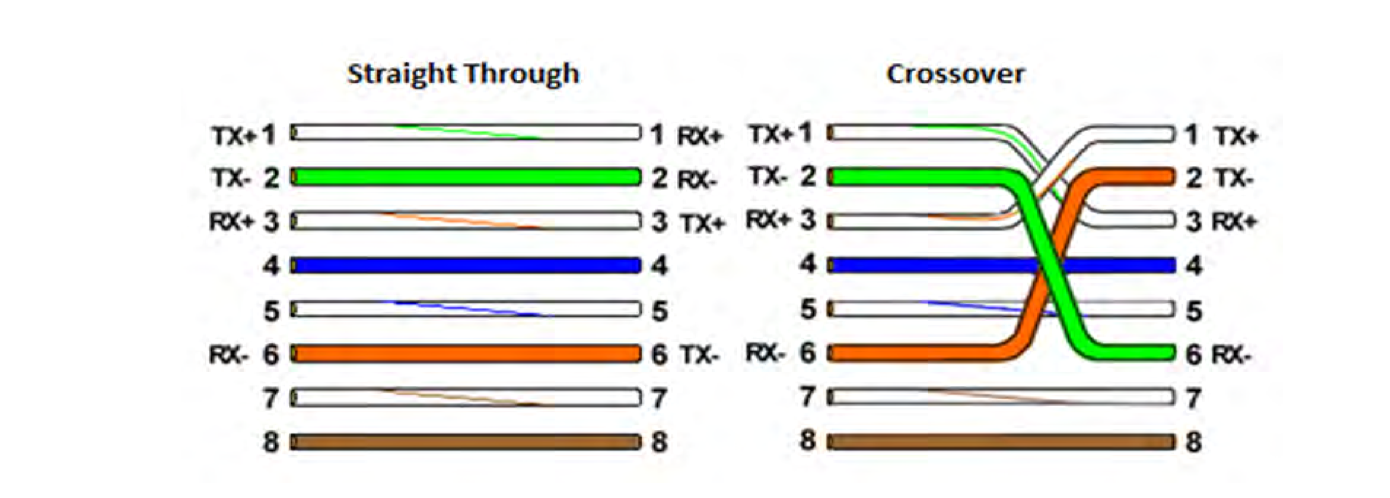 Straight Through Crossover
TX+ 1 1 RX+ TX+ 1 1 TX+
TX- 2 2 RX- TX- 2 2 TX-
RX+ 3 3 TX+ RX+ 3 3 RX+
4 4 4 4
5 5 5 5
RX- 6 6 TX- RX- 6 6 RX-
7 7 7 7
8 8 8 8